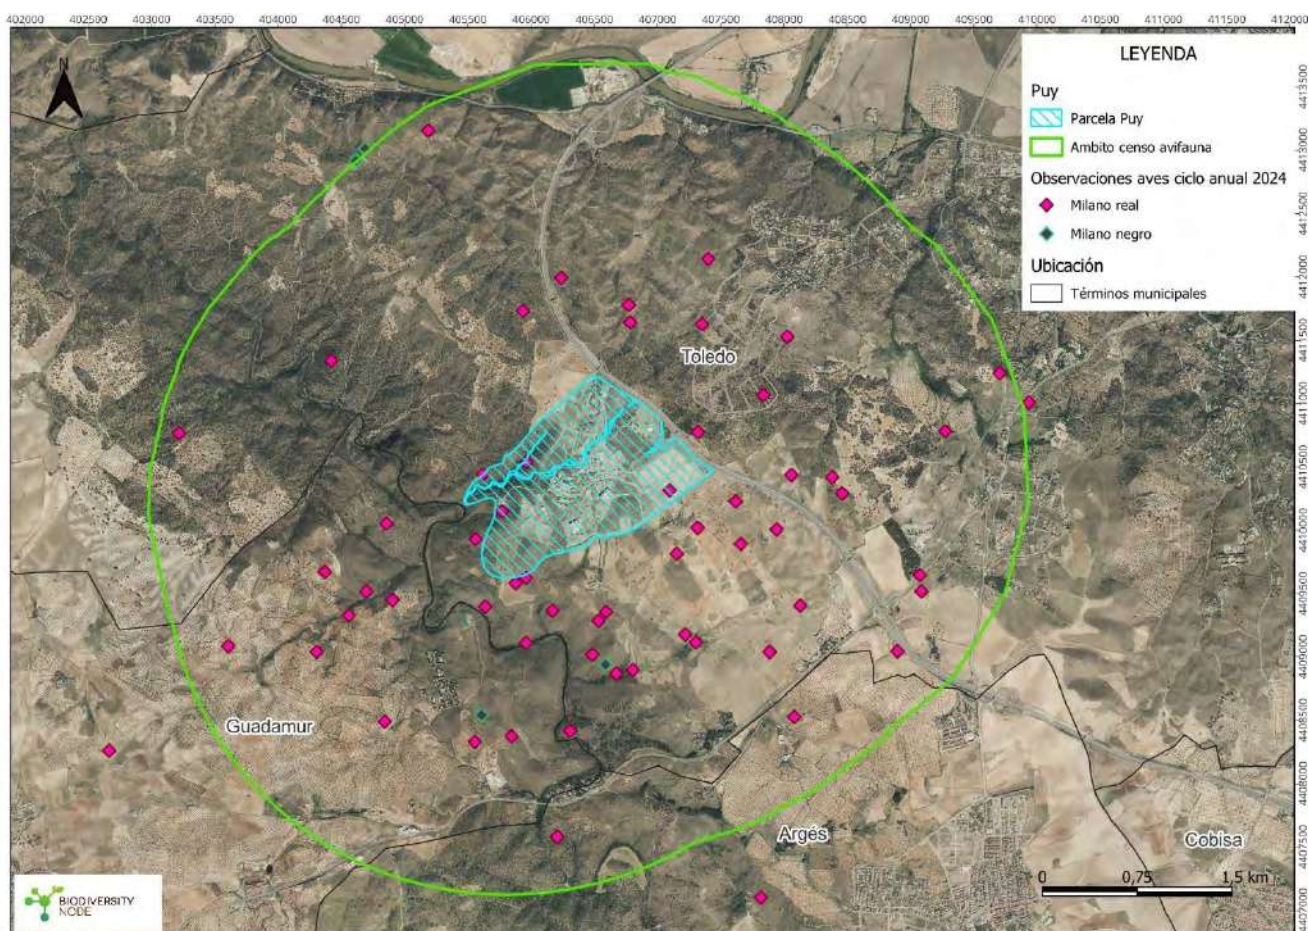 402000 402500 403000 403500 404000 404500 405000 405500 406000 406500 407000 407500 408000 408500 409000 409500 410000 410500 411000 411500 412000
N
LEYENDA
Puy
Parcela Puy
Ambito censo avifauna
Observaciones aves ciclo anual 2024
Milano real
Milano negro
Ubicación
Términos municipales
4413500
4413000
4412500
4412000
4411500
4411000
4410500
4410000
4409500
4409000
4408500
4408000
4407500
4407000
Toledo
Guadamur
Argés
Cobisa
0 0,75 1,5 km
BIODIVERSITY
NODE